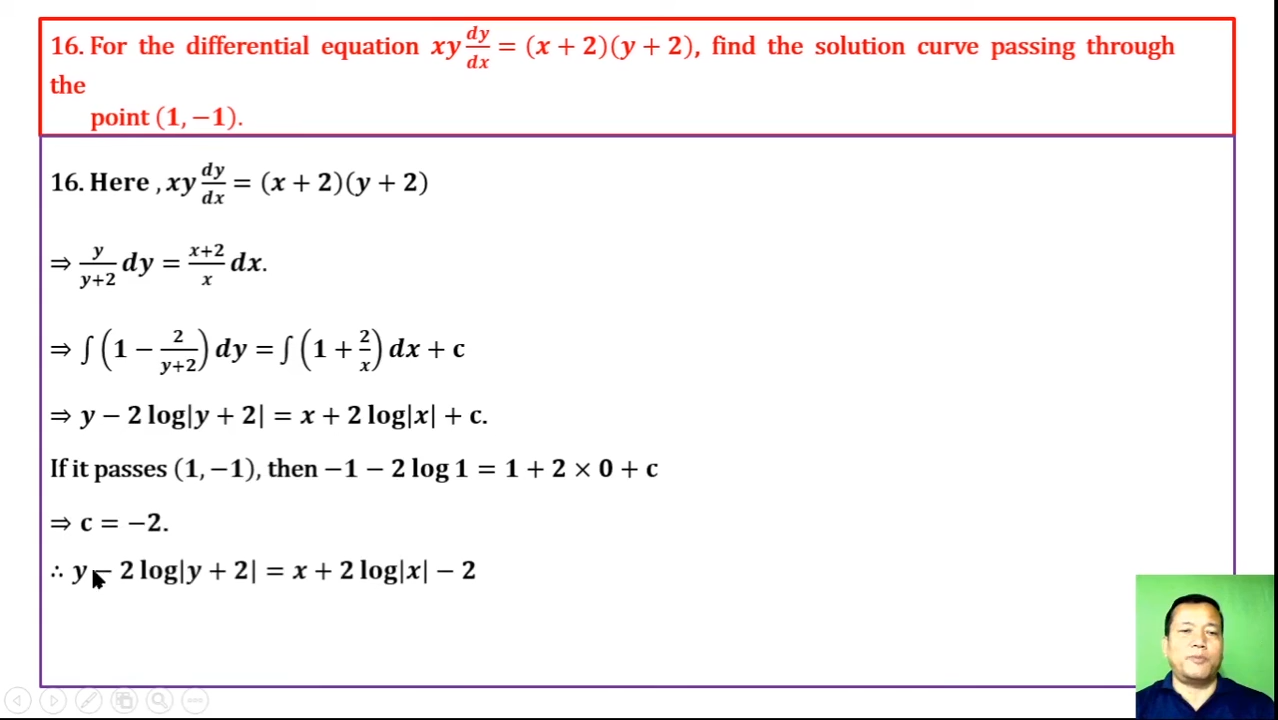 16. For the differential equation xy dy/dx = (x + 2)(y + 2), find the solution curve passing through
the
point (1, −1).
16. Here , xy dy/dx = (x + 2)(y + 2)
⇒ y/(y+2) dy = (x+2)/x dx.
⇒ ∫(1 − 2/(y+2)) dy = ∫(1 + 2/x) dx + c
⇒ y − 2 log|y + 2| = x + 2 log|x| + c.
If it passes (1, −1), then −1 − 2 log 1 = 1 + 2 × 0 + c
⇒ c = −2.
∴ y − 2 log|y + 2| = x + 2 log|x| − 2